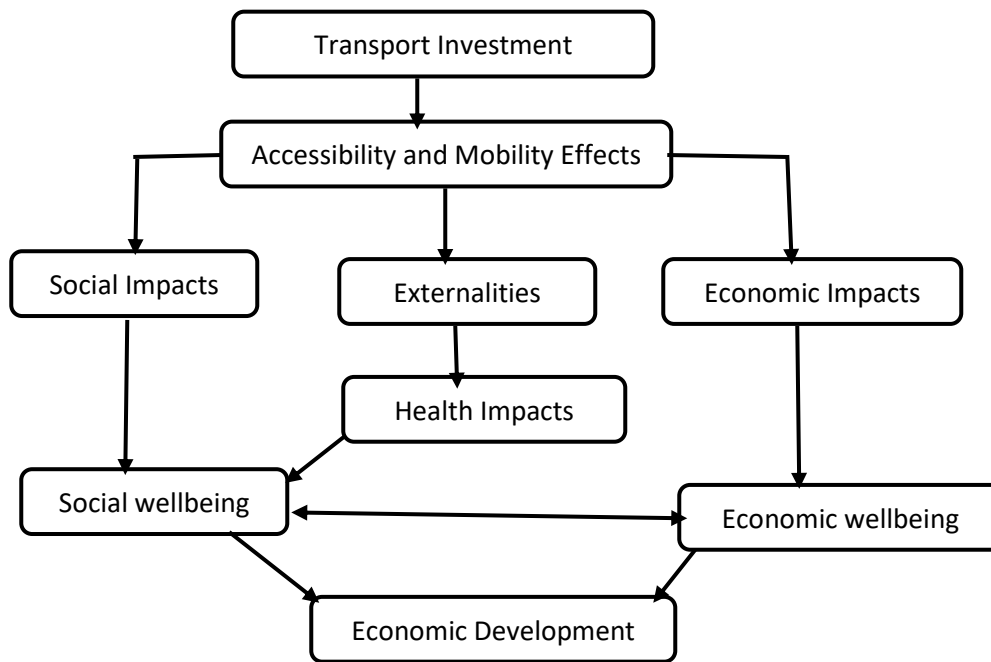 Transport Investment
Accessibility and Mobility Effects
Social Impacts
Externalities
Economic Impacts
Health Impacts
Social wellbeing
Economic wellbeing
Economic Development